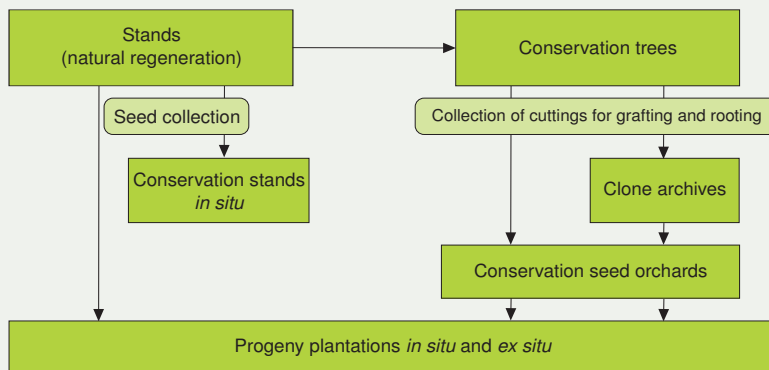 Stands
(natural regeneration)
Conservation trees
Seed collection
Collection of cuttings for grafting and rooting
Conservation stands
in situ
Clone archives
Conservation seed orchards
Progeny plantations in situ and ex situ